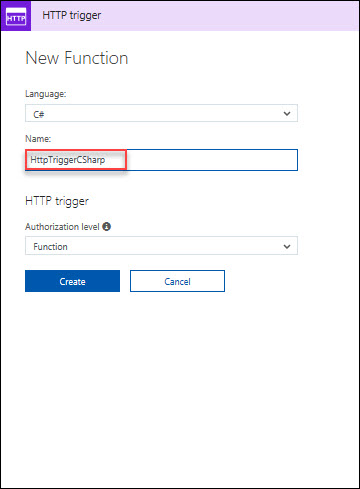 HTTP
HTTP trigger
New Function
Language:
C#
Name:
HttpTriggerCSharp
HTTP trigger
Authorization level
Function
Create
Cancel